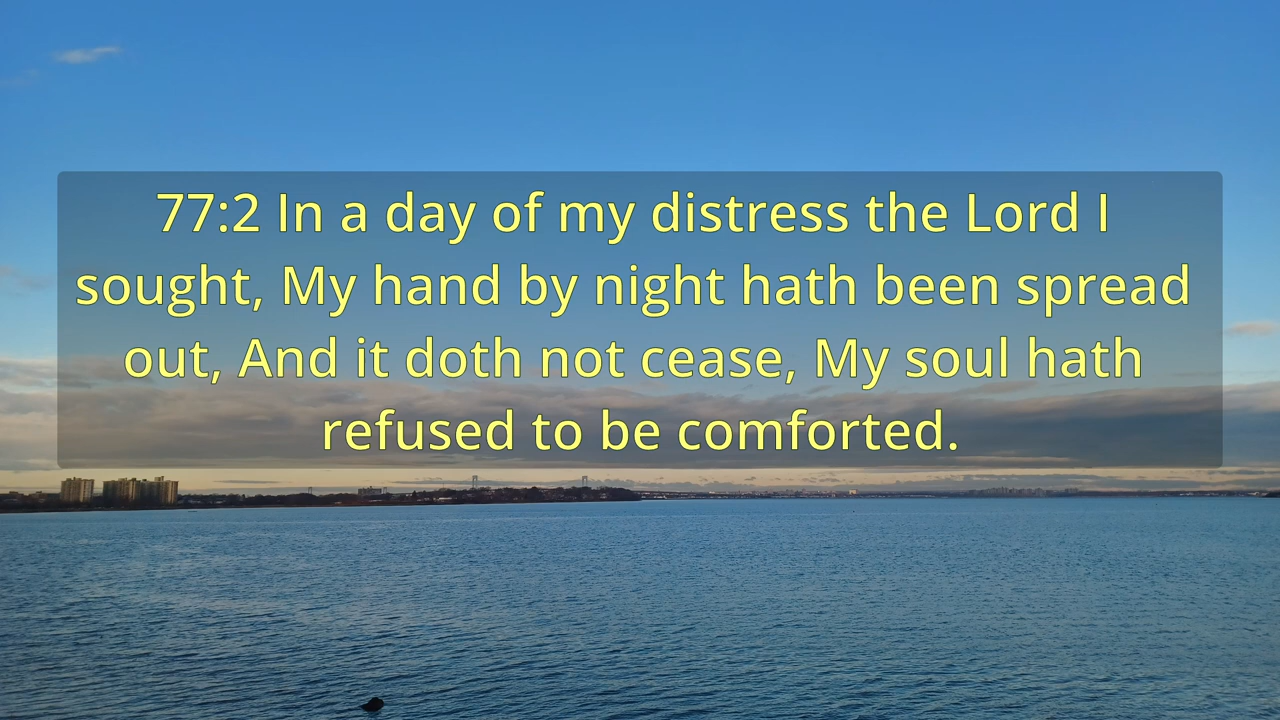 77:2 In a day of my distress the Lord I
sought, My hand by night hath been spread
out, And it doth not cease, My soul hath
refused to be comforted.